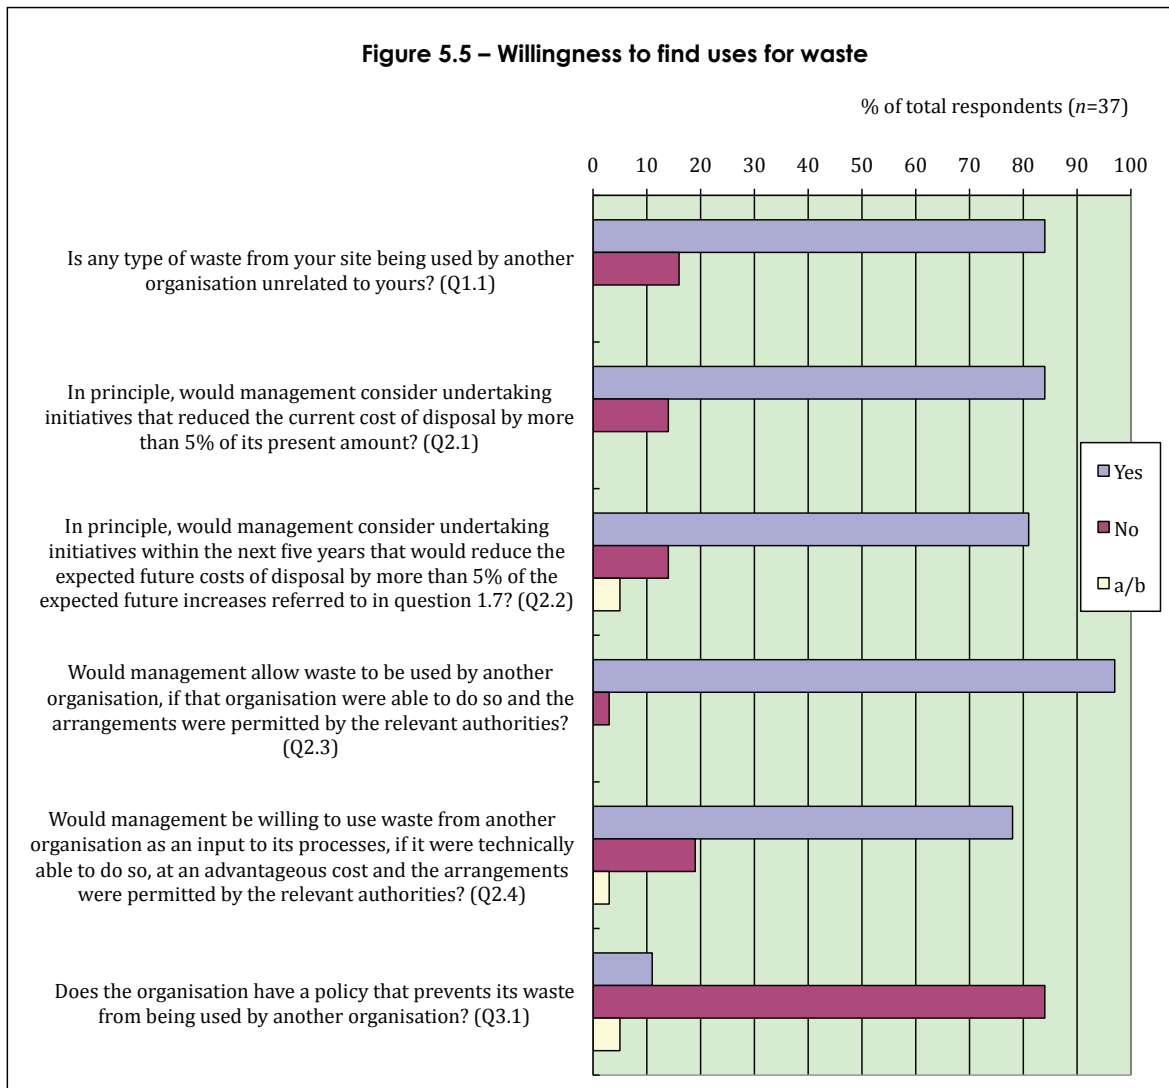 Figure 5.5 – Willingness to find uses for waste
% of total respondents (n=37)
0 10 20 30 40 50 60 70 80 90 100
Is any type of waste from your site being used by another
organisation unrelated to yours? (Q1.1)
In principle, would management consider undertaking
initiatives that reduced the current cost of disposal by more
than 5% of its present amount? (Q2.1)
In principle, would management consider undertaking
initiatives within the next five years that would reduce the
expected future costs of disposal by more than 5% of the
expected future increases referred to in question 1.7? (Q2.2)
Would management allow waste to be used by another
organisation, if that organisation were able to do so and the
arrangements were permitted by the relevant authorities?
(Q2.3)
Would management be willing to use waste from another
organisation as an input to its processes, if it were technically
able to do so, at an advantageous cost and the arrangements
were permitted by the relevant authorities? (Q2.4)
Does the organisation have a policy that prevents its waste
from being used by another organisation? (Q3.1)
Yes
No
a/b